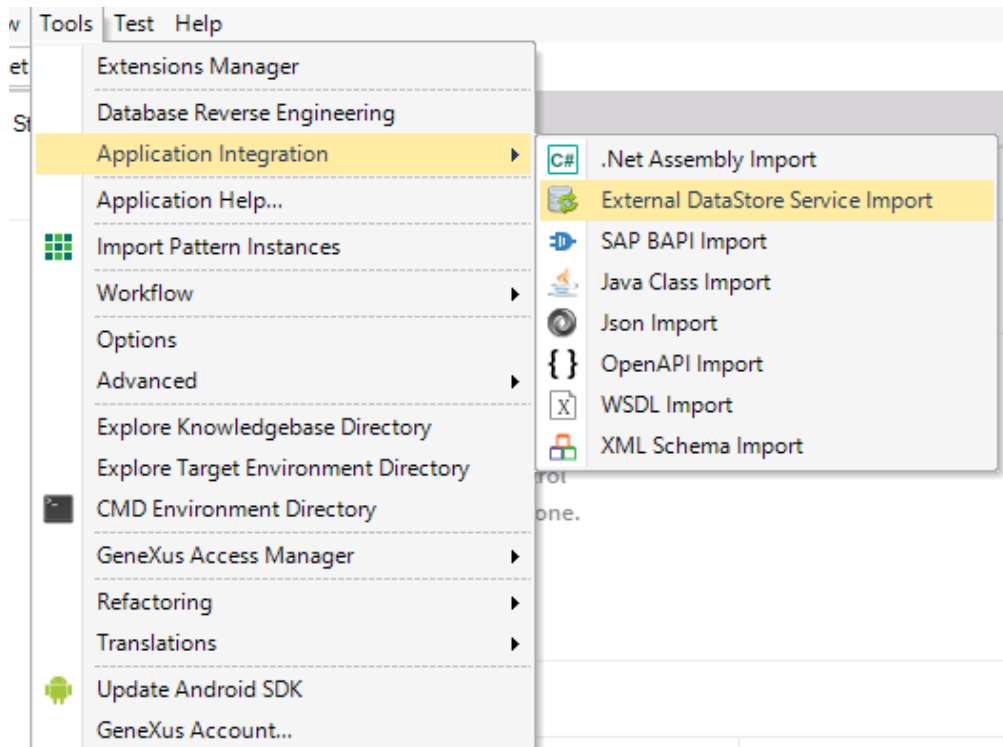 w Tools Test Help
et
Extensions Manager
Database Reverse Engineering
St
Application Integration
.Net Assembly Import
External DataStore Service Import
Application Help...
SAP BAPI Import
Import Pattern Instances
Java Class Import
Workflow
Json Import
Options
OpenAPI Import
Advanced
WSDL Import
Explore Knowledgebase Directory
XML Schema Import
Explore Target Environment Directory
rol
CMD Environment Directory
one.
GeneXus Access Manager
Refactoring
Translations
Update Android SDK
GeneXus Account...